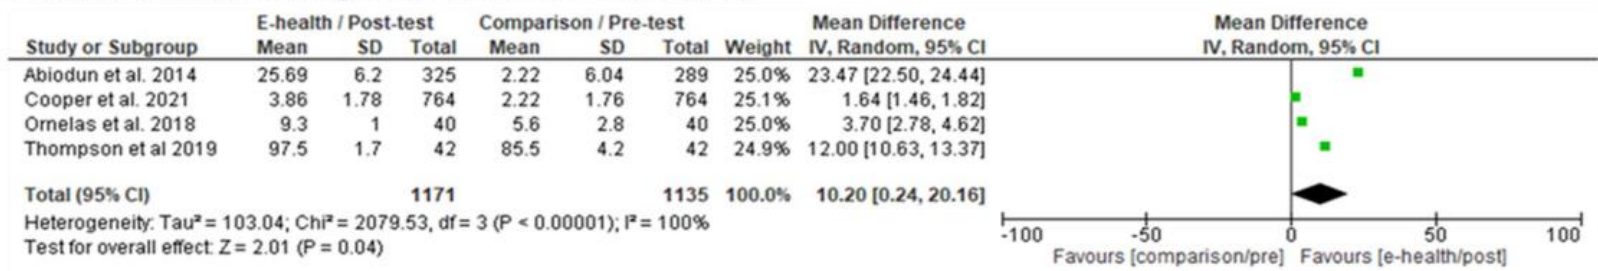 E-health / Post-test Comparison / Pre-test Mean Difference Mean Difference
Study or Subgroup Mean SD Total Mean SD Total Weight IV, Random, 95% CI IV, Random, 95% CI
Abiodun et al. 2014 25.69 6.2 325 2.22 6.04 289 25.0% 23.47 [22.50, 24.44]
Cooper et al. 2021 3.86 1.78 764 2.22 1.76 764 25.1% 1.64 [1.46, 1.82]
Ornelas et al. 2018 9.3 1 40 5.6 2.8 40 25.0% 3.70 [2.78, 4.62]
Thompson et al 2019 97.5 1.7 42 85.5 4.2 42 24.9% 12.00 [10.63, 13.37]
Total (95% CI) 1171 1135 100.0% 10.20 [0.24, 20.16]
Heterogeneity: Tau² = 103.04; Chi² = 2079.53, df = 3 (P < 0.00001); I² = 100%
Test for overall effect: Z = 2.01 (P = 0.04)
-100 -50 0 50 100
Favours [comparison/pre] Favours [e-health/post]